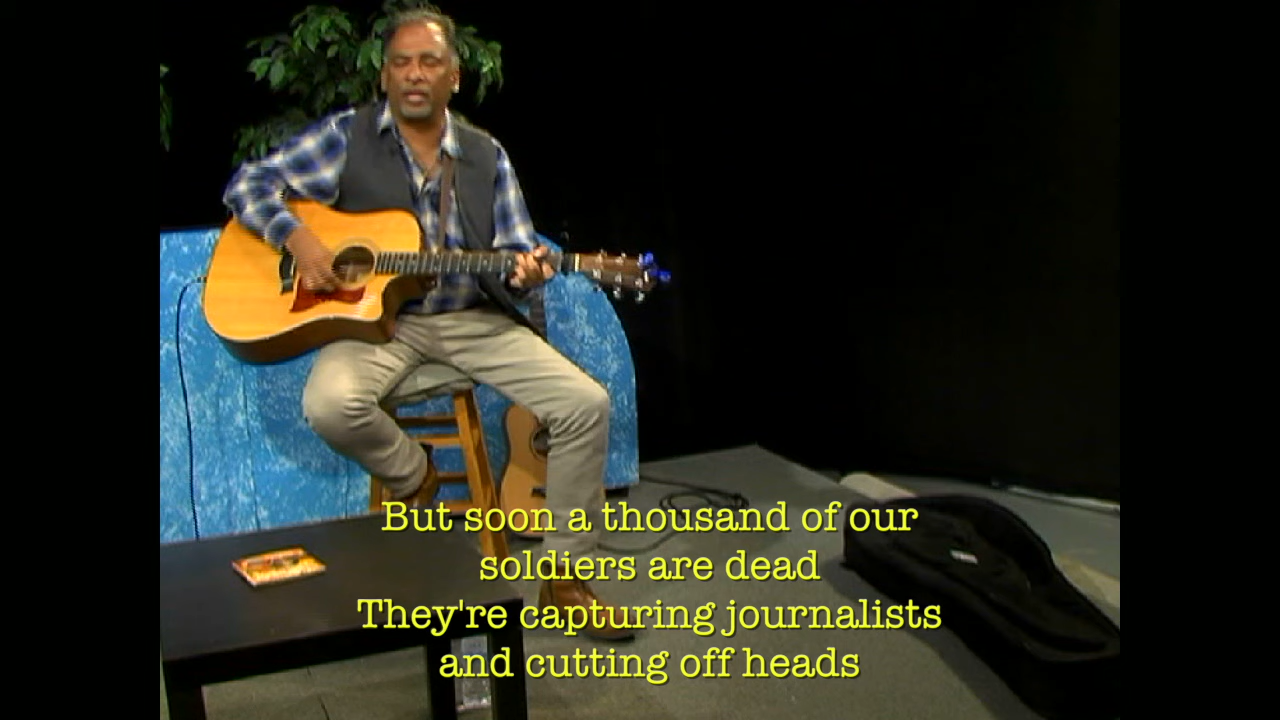 But soon a thousand of our
soldiers are dead
They're capturing journalists
and cutting off heads